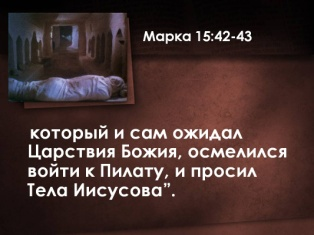 Марка 15:42-43
который и сам ожидал
Царствия Божия, осмелился
войти к Пилату, и просил
Тела Иисусова”.